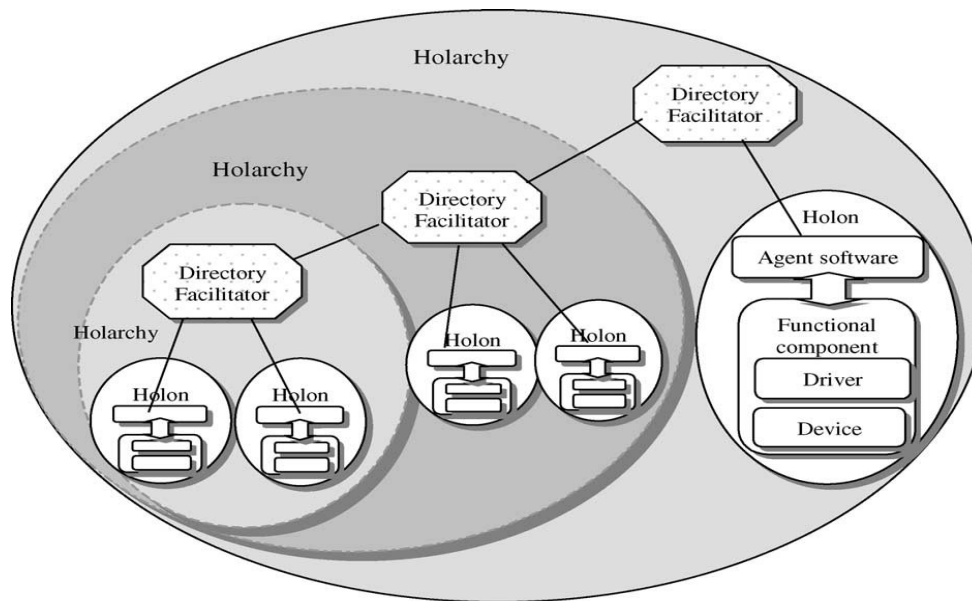 Holarchy
Directory
Facilitator
Holarchy
Directory
Facilitator
Holon
Agent software
Functional
component
Driver
Device
Directory
Facilitator
Holarchy
Holon
Holon
Holon
Holon